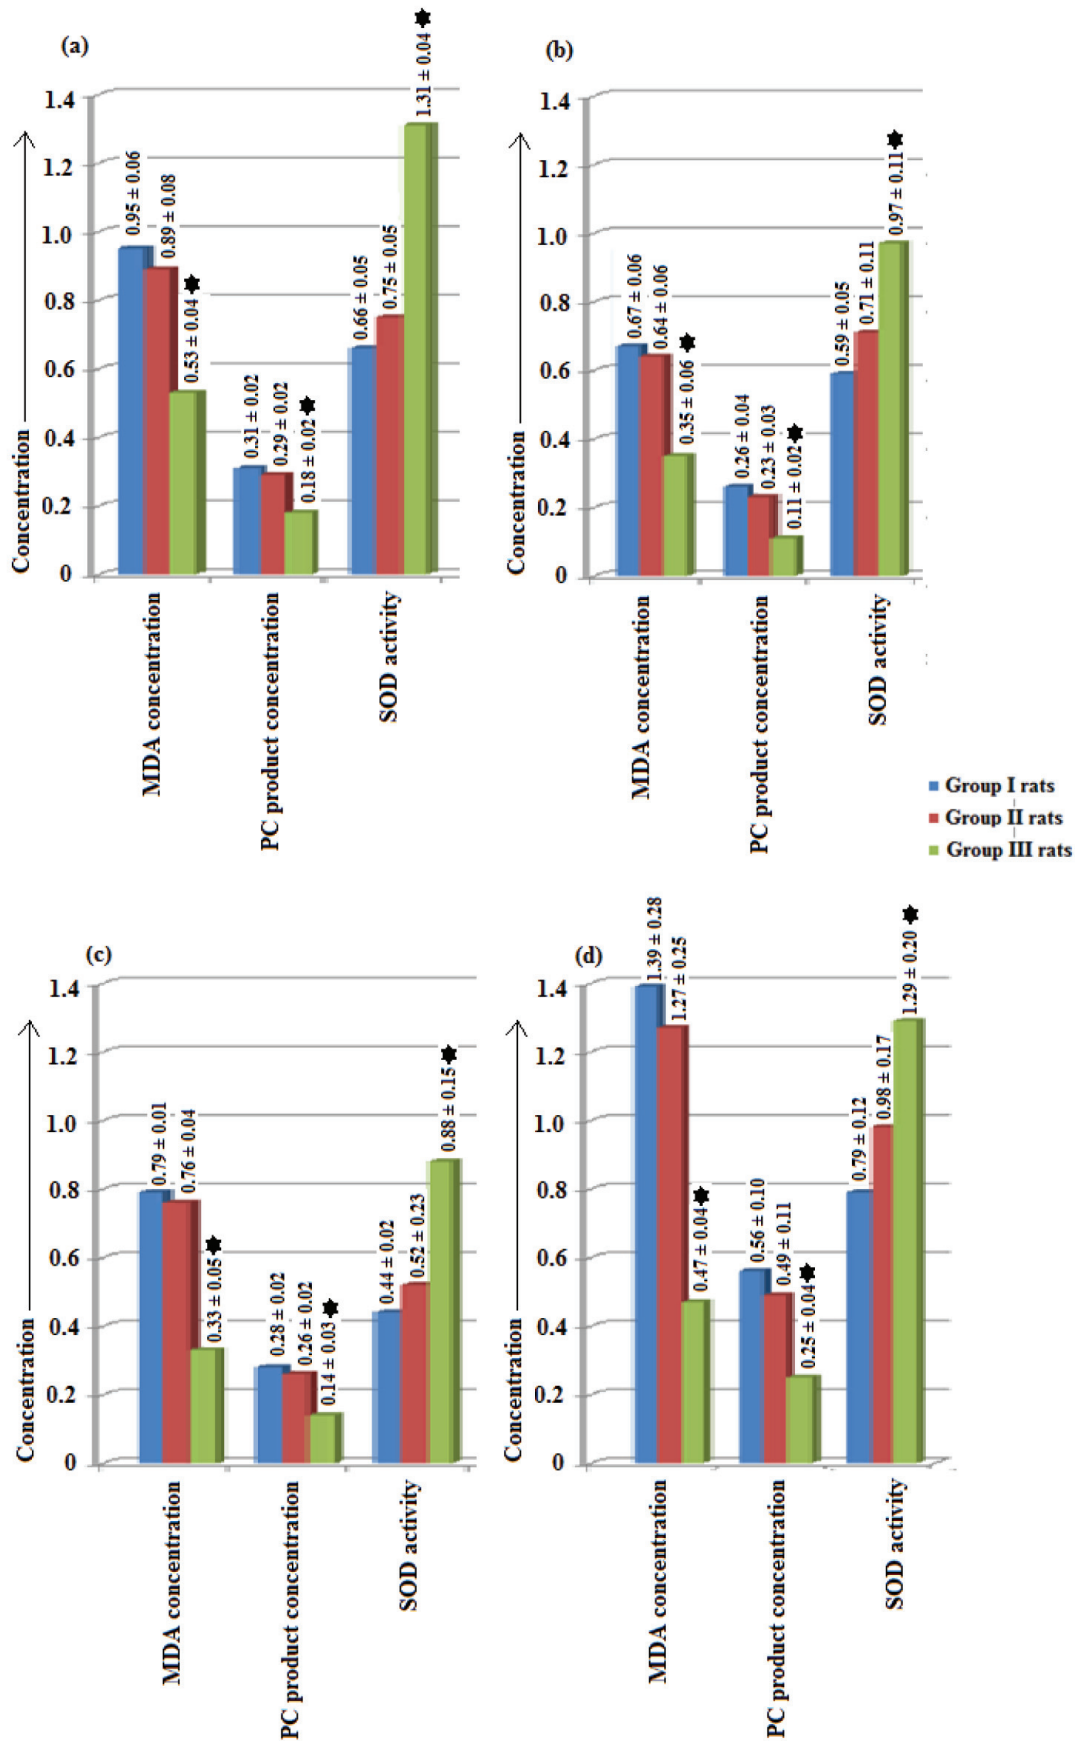 (a)
1.4
1.2
1.0
0.8
0.6
0.4
0.2
0
Concentration
0.95 ± 0.06
0.89 ± 0.08
0.53 ± 0.04
0.31 ± 0.02
0.29 ± 0.02
0.18 ± 0.02
0.66 ± 0.05
0.75 ± 0.05
1.31 ± 0.04
MDA concentration
PC product concentration
SOD activity
(b)
1.4
1.2
1.0
0.8
0.6
0.4
0.2
0
Concentration
0.67 ± 0.06
0.64 ± 0.06
0.35 ± 0.06
0.26 ± 0.04
0.23 ± 0.03
0.11 ± 0.02
0.59 ± 0.05
0.71 ± 0.11
0.97 ± 0.11
MDA concentration
PC product concentration
SOD activity
Group I rats
Group II rats
Group III rats
(c)
1.4
1.2
1.0
0.8
0.6
0.4
0.2
0
Concentration
0.79 ± 0.01
0.76 ± 0.04
0.33 ± 0.05
0.28 ± 0.02
0.26 ± 0.02
0.14 ± 0.03
0.44 ± 0.02
0.52 ± 0.23
0.88 ± 0.15
MDA concentration
PC product concentration
SOD activity
(d)
1.4
1.2
1.0
0.8
0.6
0.4
0.2
0
Concentration
1.39 ± 0.28
1.27 ± 0.25
0.47 ± 0.04
0.56 ± 0.10
0.49 ± 0.11
0.25 ± 0.04
0.79 ± 0.12
0.98 ± 0.17
1.29 ± 0.20
MDA concentration
PC product concentration
SOD activity